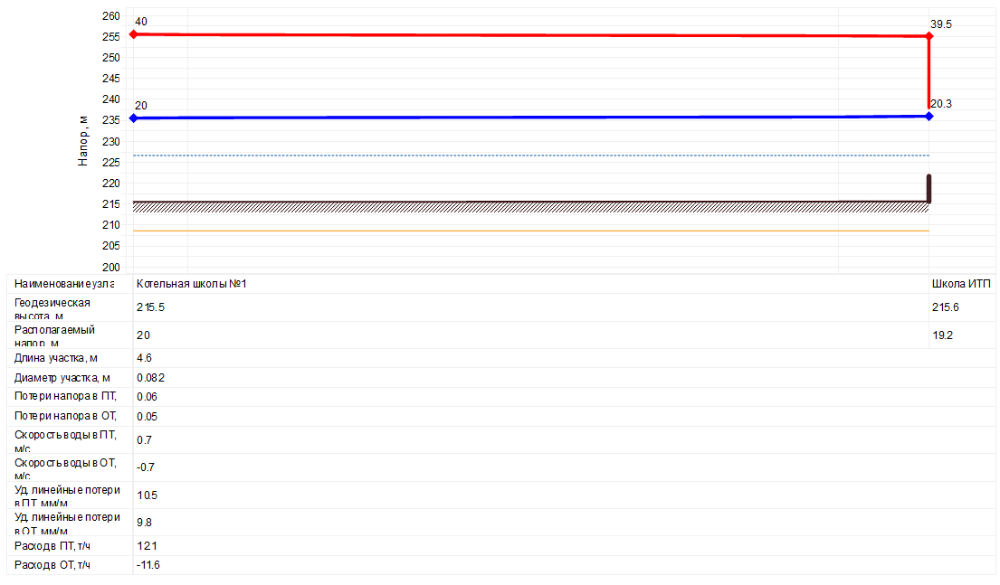 260
40
39.5
255
250
245
240
20
20.3
235
230
225
220
215
210
205
200
Напор, м
Наименование узла Котельная школы №1 Школа ИТП
Геодезическая
высота, м
215.5 215.6
Располагаемый
напор, м
20 19.2
Длина участка, м 4.6
Диаметр участка, м 0.082
Потери напора в ПТ, 0.06
Потери напора в ОТ, 0.05
Скорость воды в ПТ,
м/с
0.7
Скорость воды в ОТ,
м/с
-0.7
Уд. линейные потери
в ПТ, мм/м
10.5
Уд. линейные потери
в ОТ, мм/м
9.8
Расход в ПТ, т/ч 12.1
Расход в ОТ, т/ч -11.6